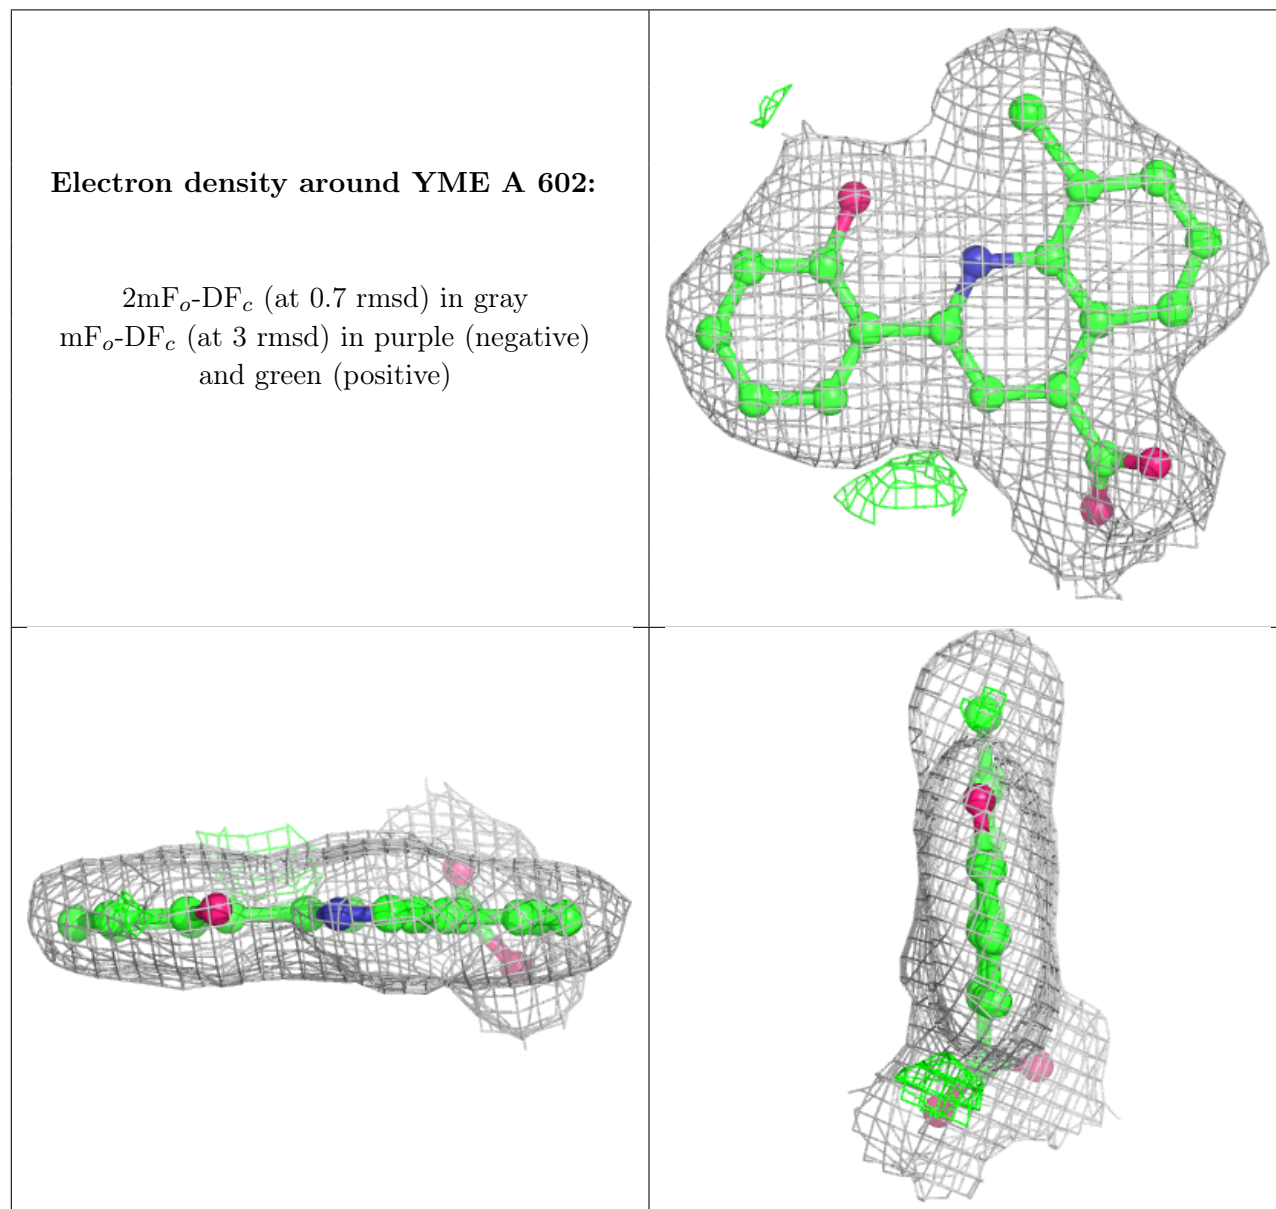 Electron density around YME A 602:
2mFo-DFc (at 0.7 rmsd) in gray
mFo-DFc (at 3 rmsd) in purple (negative)
and green (positive)